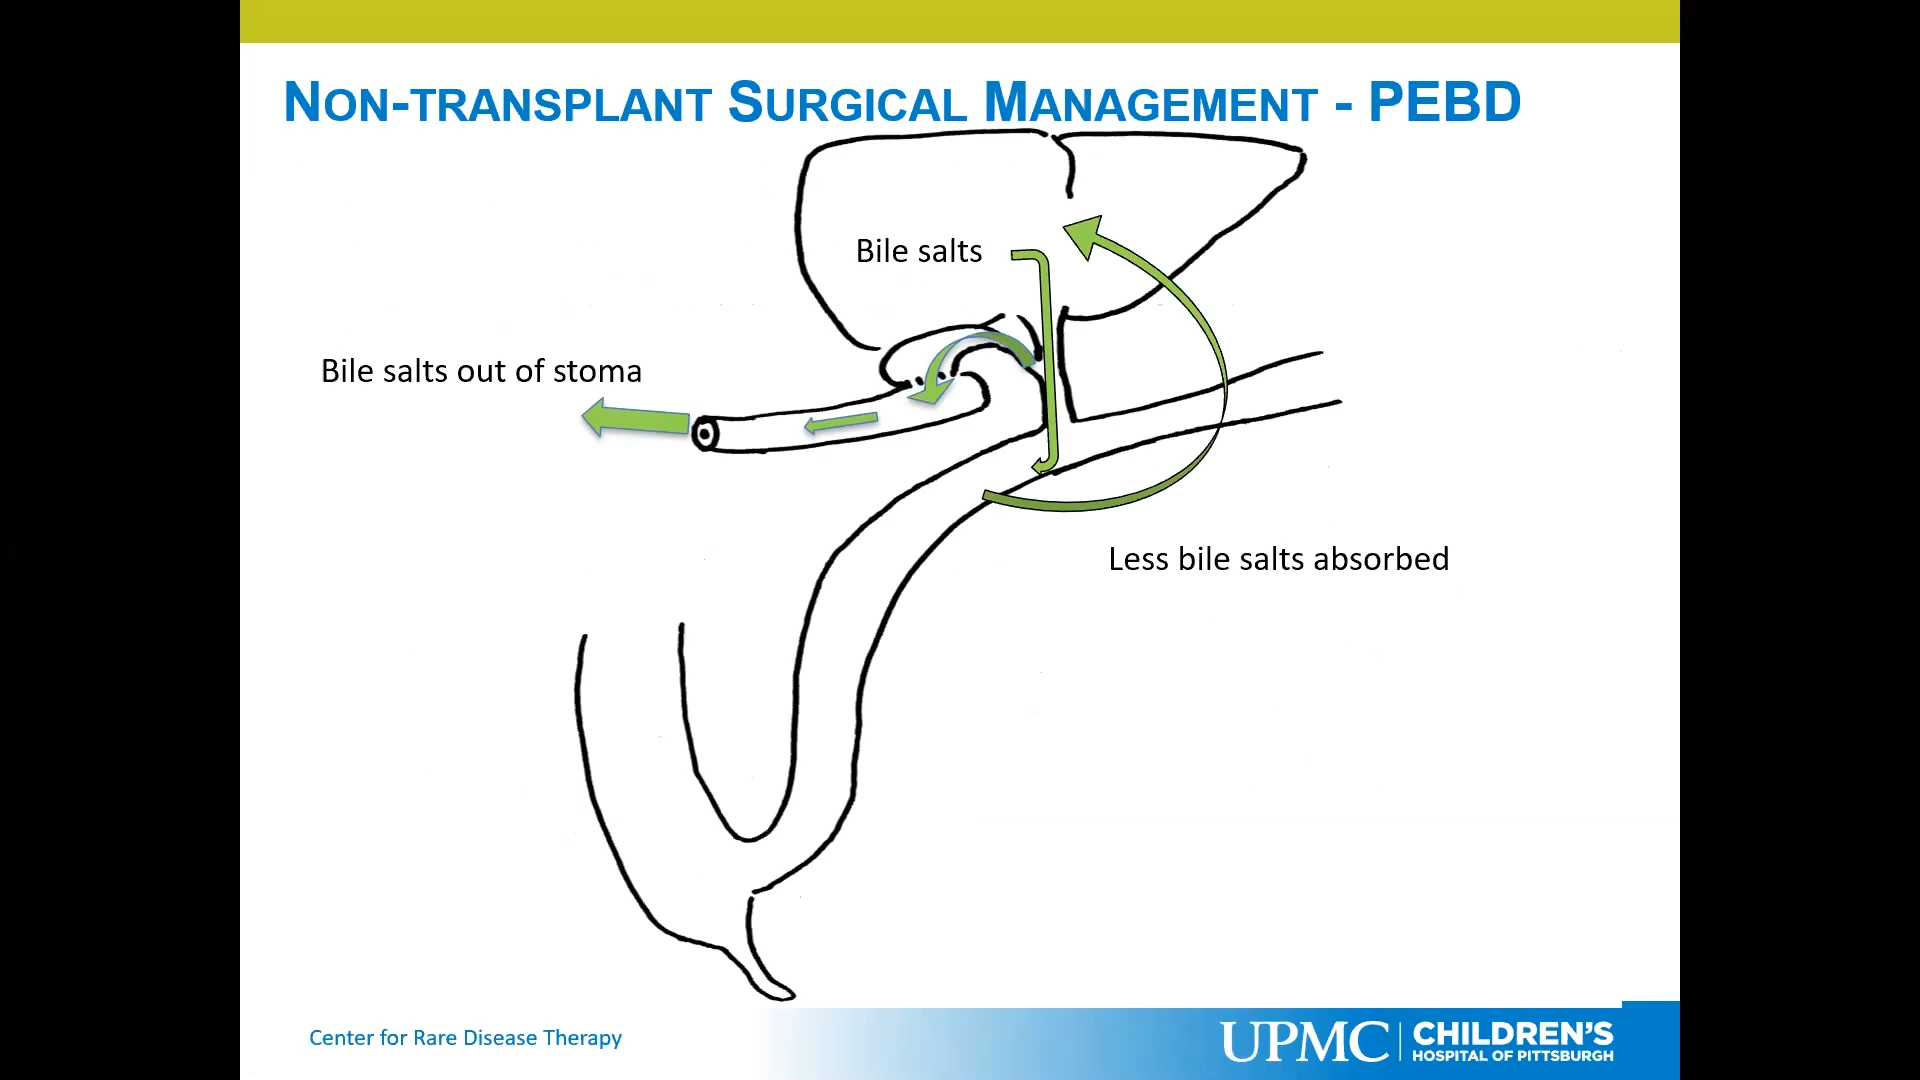 NON-TRANSPLANT SURGICAL MANAGEMENT - PEBD
Bile salts
Bile salts out of stoma
Less bile salts absorbed
Center for Rare Disease Therapy
UPMC CHILDREN'S
HOSPITAL OF PITTSBURGH